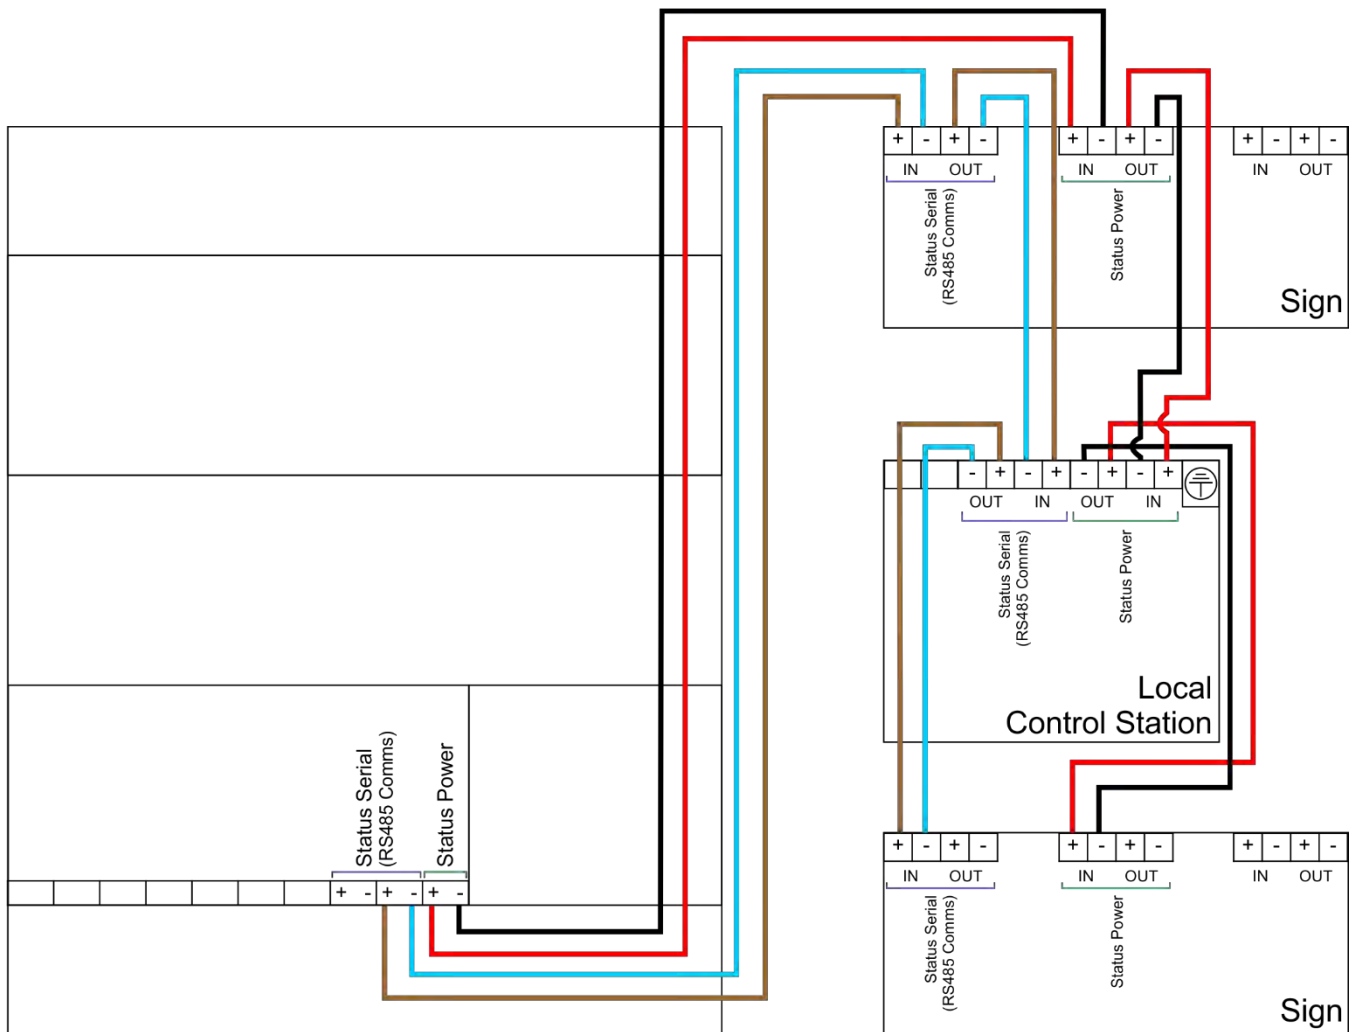 + - + -
IN OUT
Status Serial
(RS485 Comms)
+ - + -
IN OUT
Status Power
+ - + -
IN OUT
Sign
- + - + - + - +
OUT IN OUT IN
Status Serial
(RS485 Comms)
Status Power
Local
Control Station
Status Serial
(RS485 Comms)
Status Power
+ - + - + -
+ - + -
IN OUT
Status Serial
(RS485 Comms)
+ - + -
IN OUT
Status Power
+ - + -
IN OUT
Sign